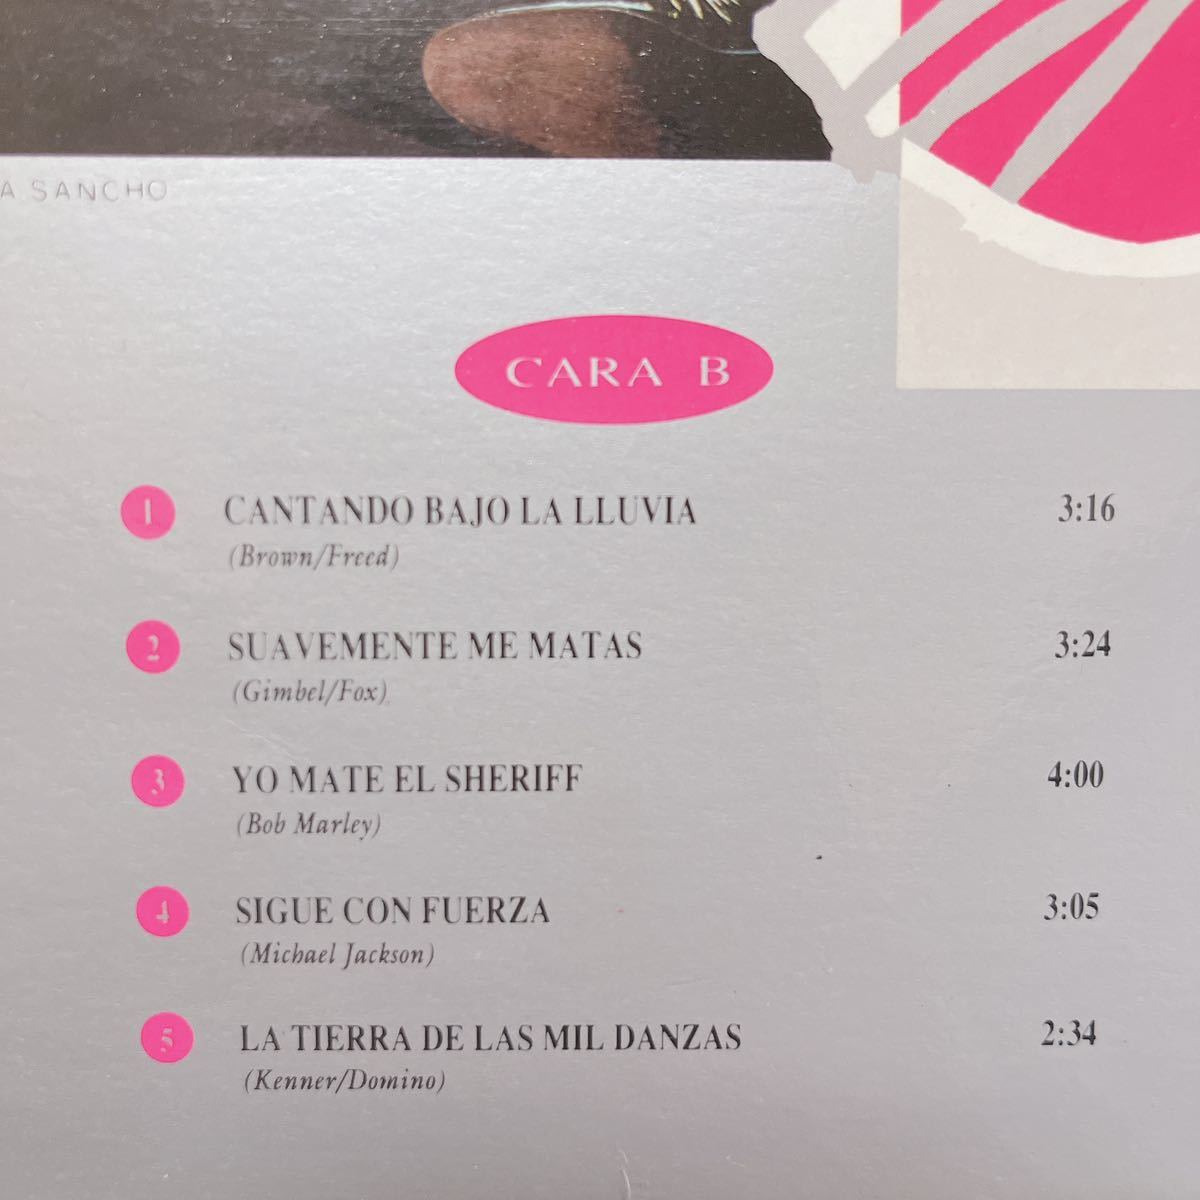 A. SANCHO
CARA B
1 CANTANDO BAJO LA LLUVIA 3:16
(Brown/Freed)
2 SUAVEMENTE ME MATAS 3:24
(Gimbel/Fox)
3 YO MATE EL SHERIFF 4:00
(Bob Marley)
4 SIGUE CON FUERZA 3:05
(Michael Jackson)
5 LA TIERRA DE LAS MIL DANZAS 2:34
(Kenner/Domino)